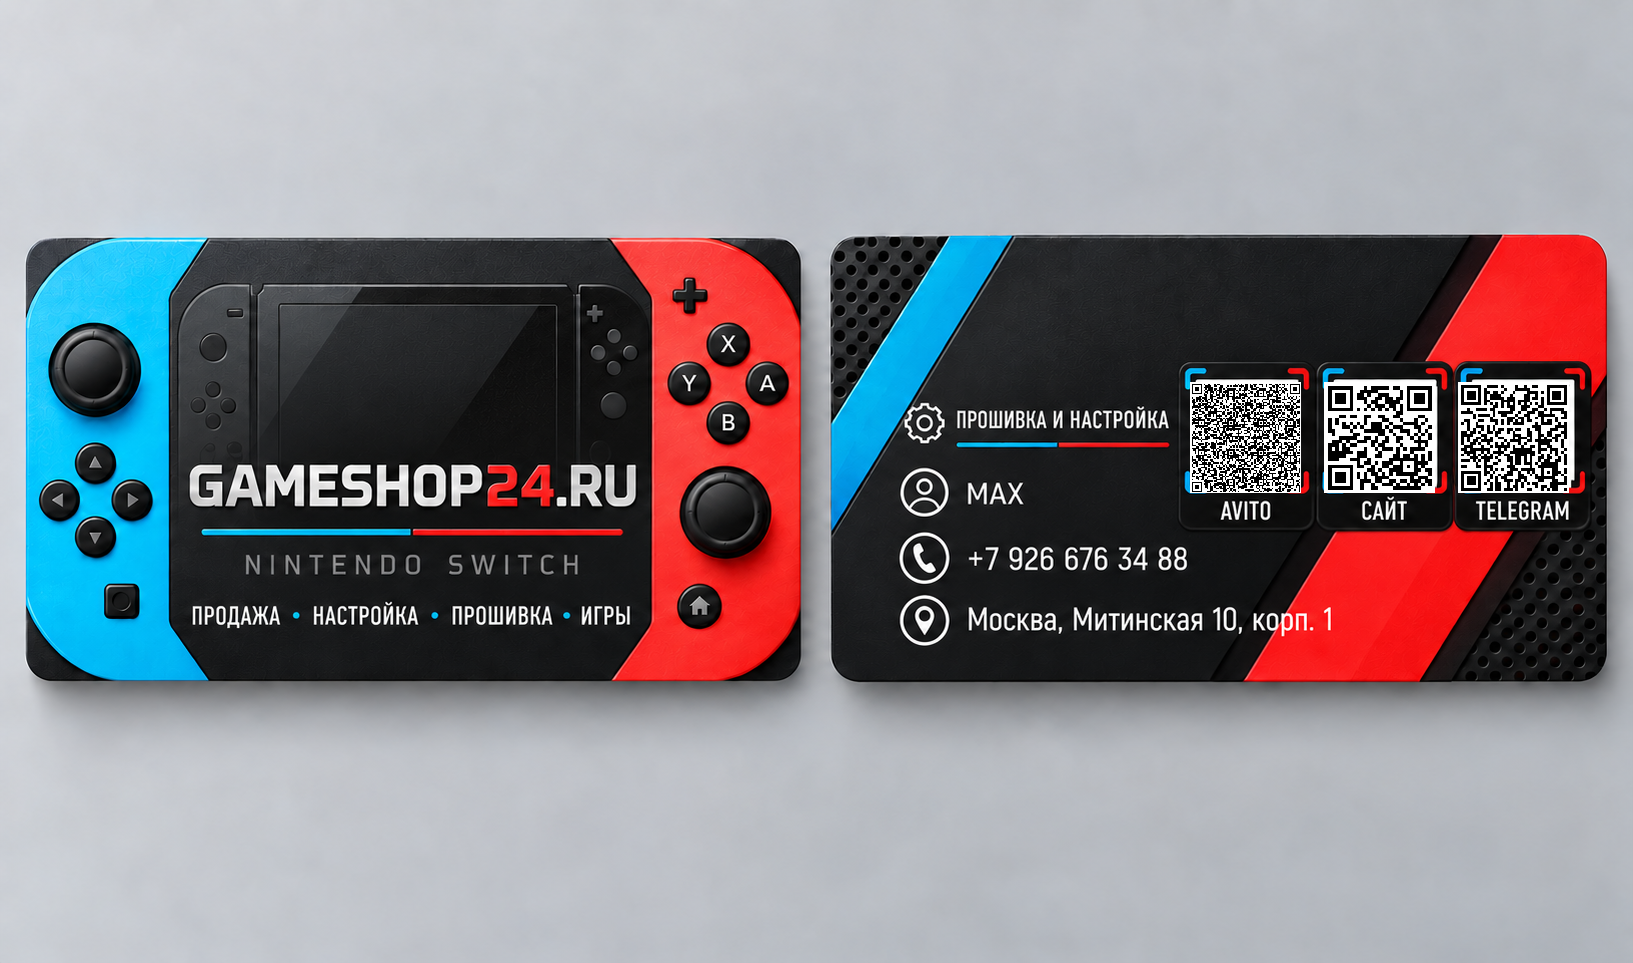 X
Y
A
B
GAMESHOP24.RU
NINTENDO SWITCH
ПРОДАЖА • НАСТРОЙКА • ПРОШИВКА • ИГРЫ
ПРОШИВКА И НАСТРОЙКА
MAX
+7 926 676 34 88
Москва, Митинская 10, корп. 1
AVITO
САЙТ
TELEGRAM